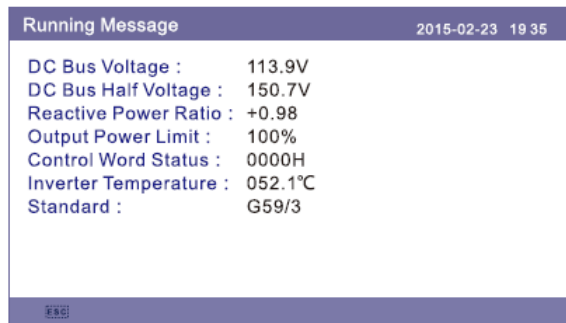 Running Message 2015-02-23 19 35
DC Bus Voltage : 113.9V
DC Bus Half Voltage : 150.7V
Reactive Power Ratio : +0.98
Output Power Limit : 100%
Control Word Status : 0000H
Inverter Temperature : 052.1℃
Standard : G59/3
ESC